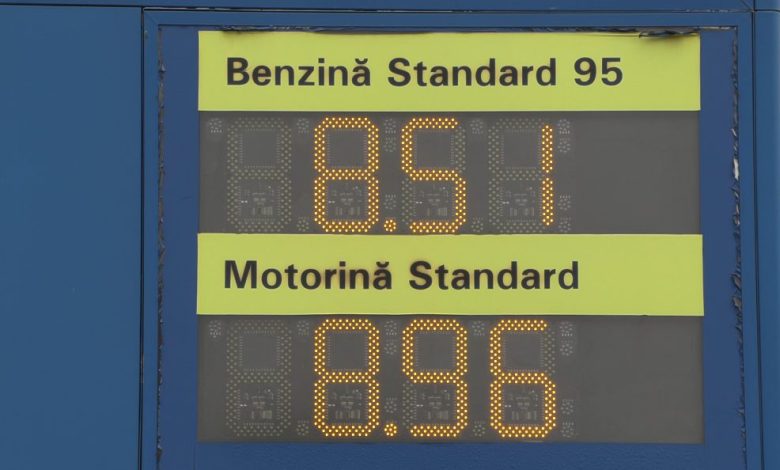 Benzină Standard 95
8.51
Motorină Standard
8.96